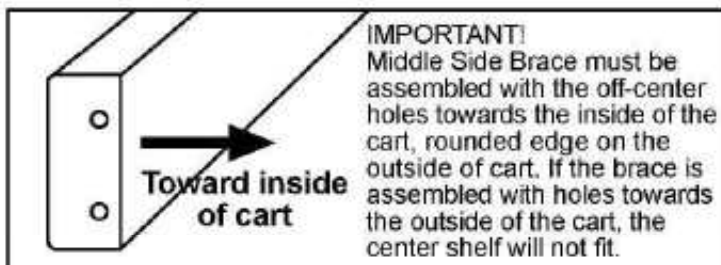 Toward inside
of cart
IMPORTANT!
Middle Side Brace must be
assembled with the off-center
holes towards the inside of the
cart, rounded edge on the
outside of cart. If the brace is
assembled with holes towards
the outside of the cart, the
center shelf will not fit.